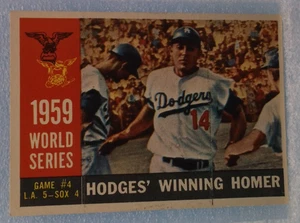 1959
WORLD
SERIES
GAME #4
L.A. 5-SOX 4
HODGES' WINNING HOMER
Dodgers
14